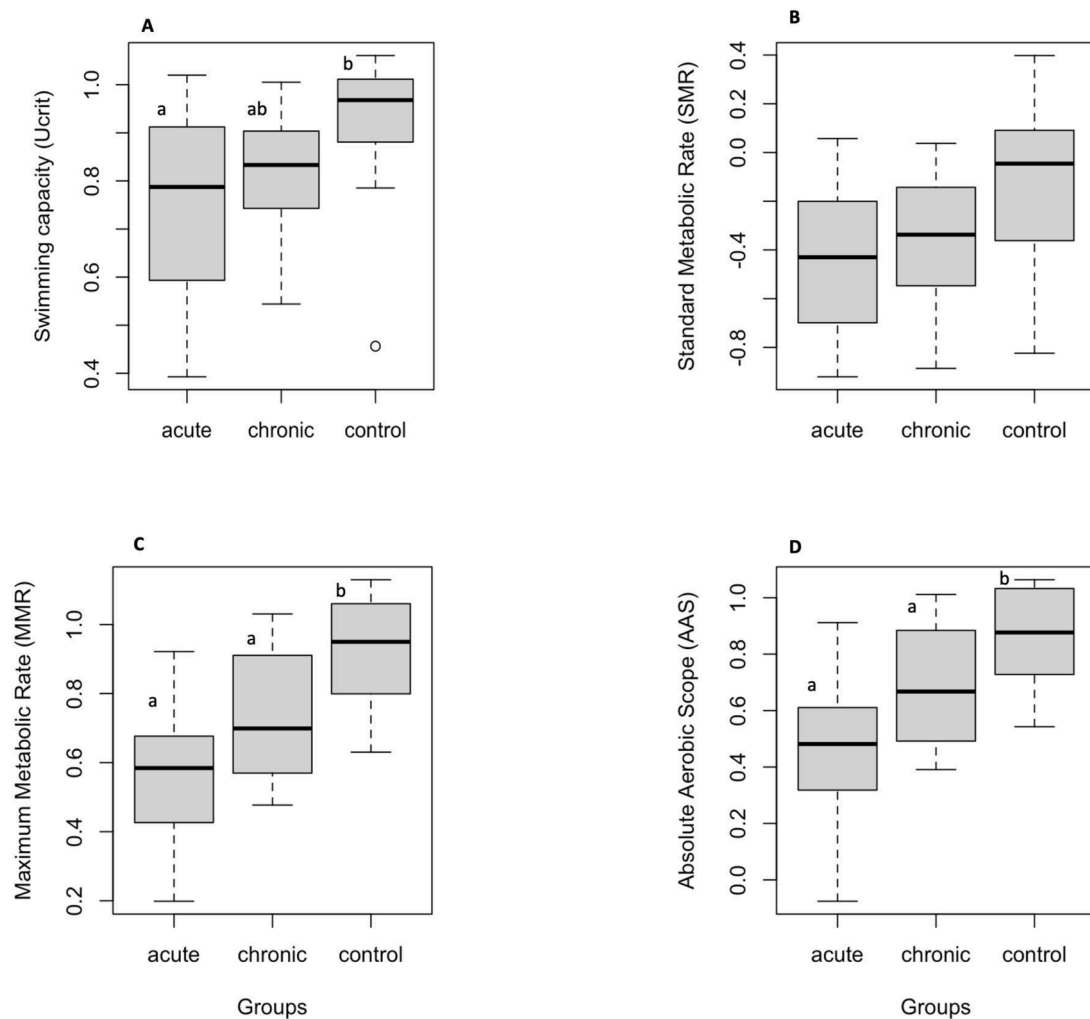 A
Swimming capacity (Ucrit)
1.0
0.8
0.6
0.4
a
ab
b
acute chronic control
B
Standard Metabolic Rate (SMR)
0.4
0.2
0.0
-0.4
-0.8
acute chronic control
C
Maximum Metabolic Rate (MMR)
1.0
0.8
0.6
0.4
0.2
a
a
b
acute chronic control
Groups
D
Absolute Aerobic Scope (AAS)
1.0
0.8
0.6
0.4
0.2
0.0
a
a
b
acute chronic control
Groups